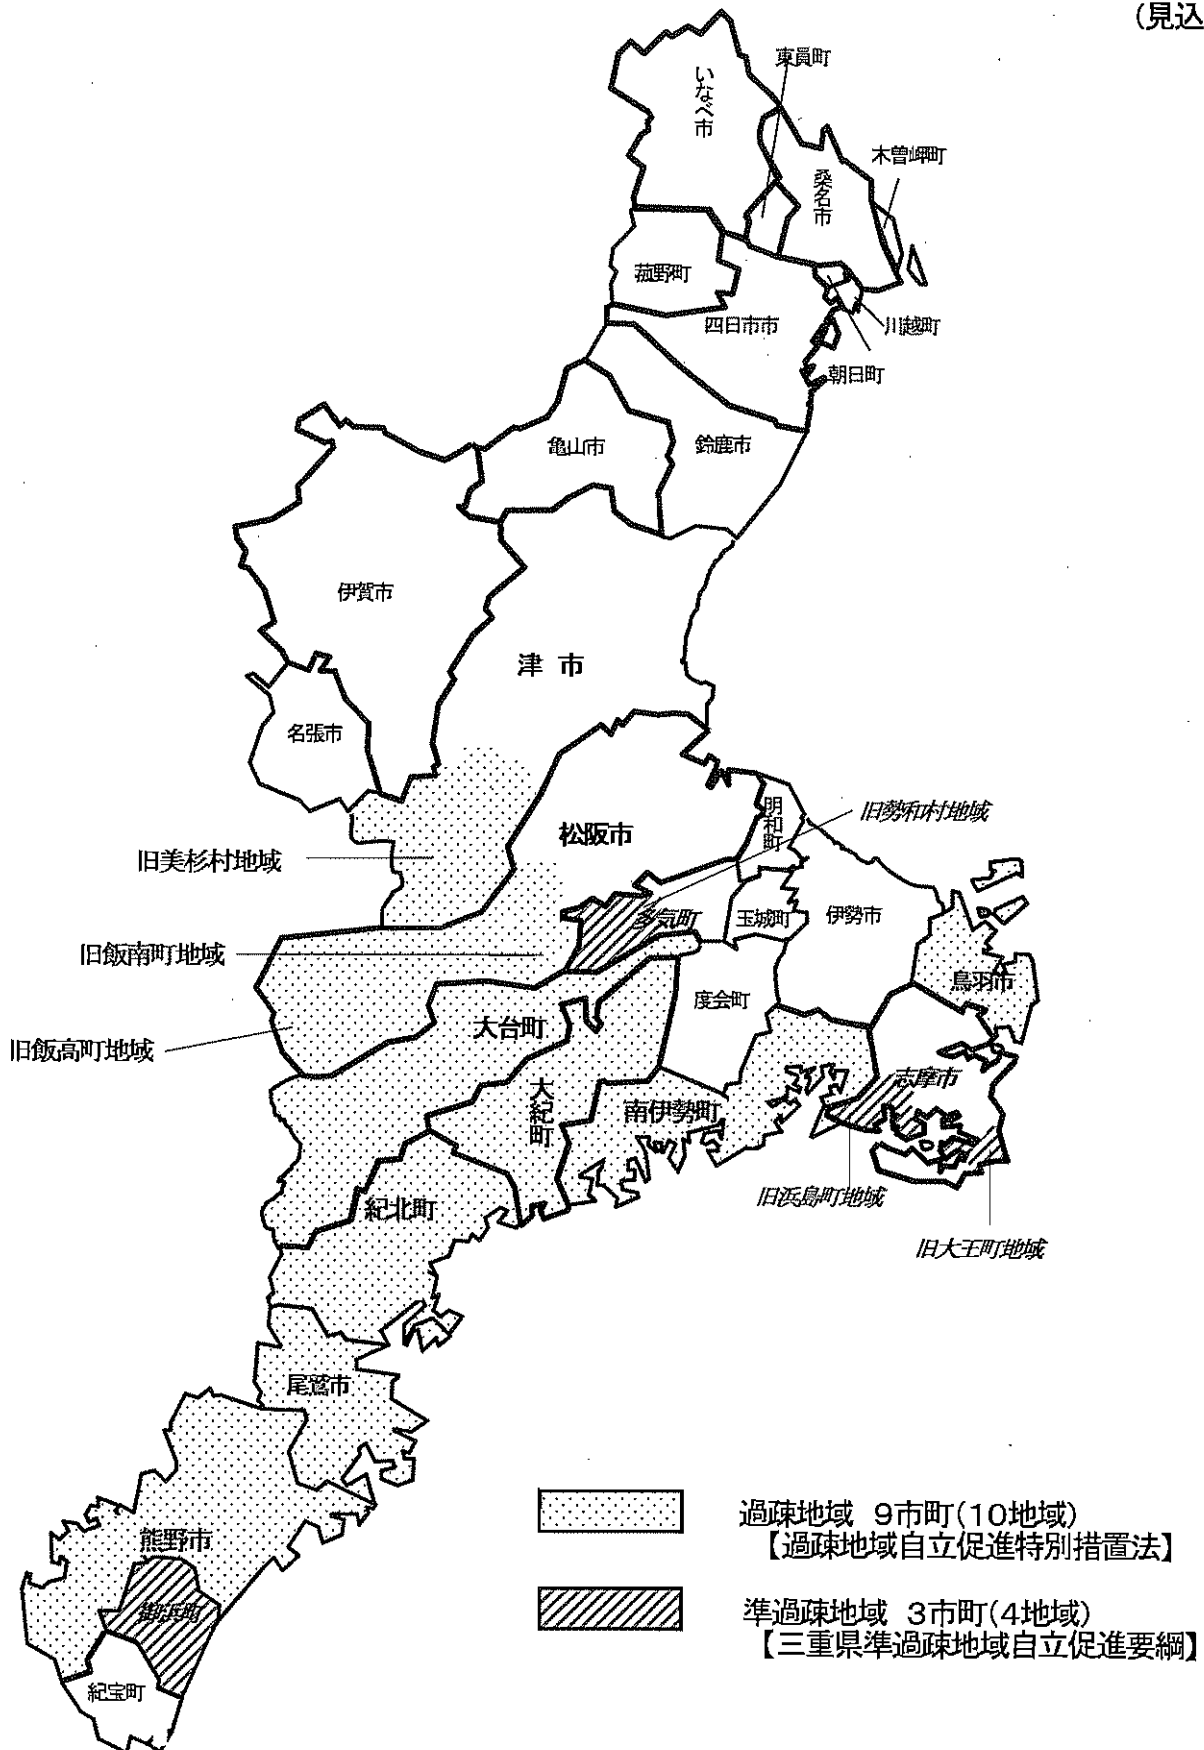 (見込
東員町
いなべ市
木曽岬町
桑名市
菰野町
四日市市
川越町
朝日町
亀山市
鈴鹿市
伊賀市
津市
名張市
明和町
旧勢和村地域
松阪市
旧美杉村地域
多気町
玉城町
伊勢市
旧飯南町地域
鳥羽市
度会町
大台町
旧飯高町地域
志摩市
大紀町
南伊勢町
旧浜島町地域
紀北町
旧大王町地域
尾鷲市
過疎地域 9市町(10地域)
【過疎地域自立促進特別措置法】
熊野市
御浜町
準過疎地域 3市町(4地域)
【三重県準過疎地域自立促進要綱】
紀宝町